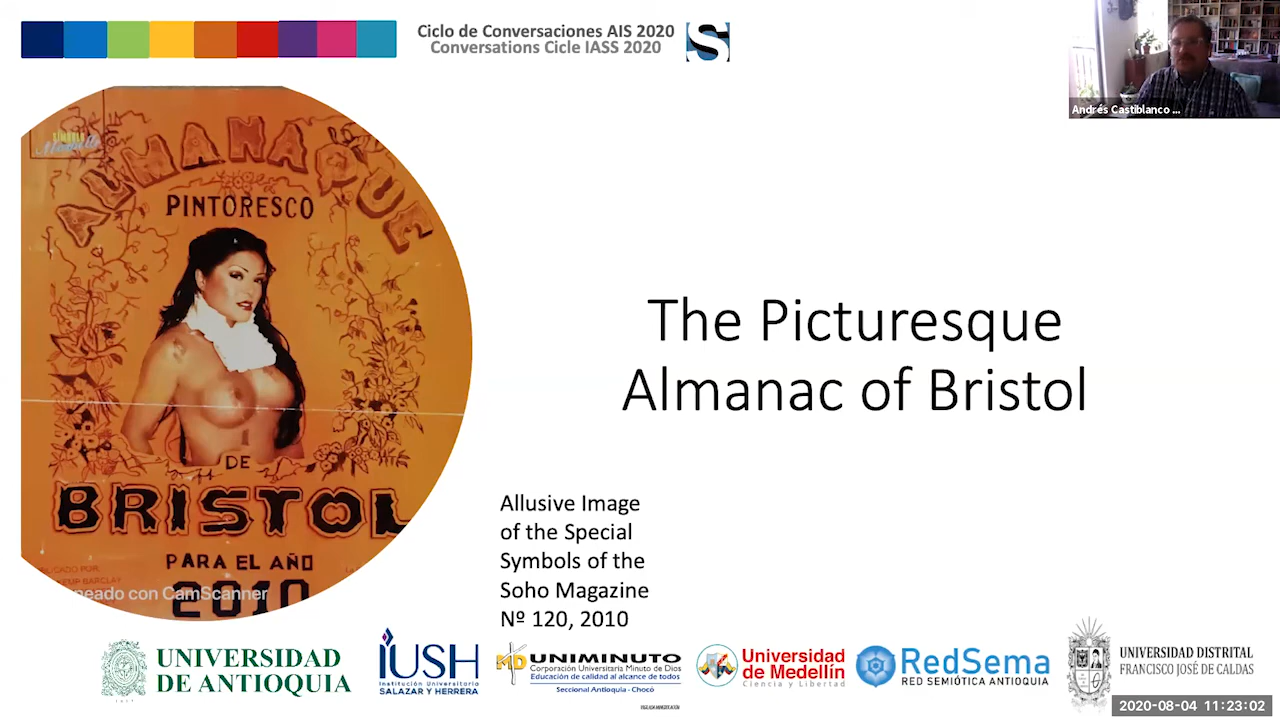 Ciclo de Conversaciones AIS 2020
Conversations Cicle IASS 2020
S
Andrés Castiblanco ...
ALMANAQUE
PINTORESCO
DE
BRISTOL
PARA EL AÑO
2010
neado con CamScanner
The Picturesque
Almanac of Bristol
Allusive Image
of the Special
Symbols of the
Soho Magazine
Nº 120, 2010
UNIVERSIDAD
DE ANTIOQUIA
IUSH
Institución Universitaria
SALAZAR Y HERRERA
UNIMINUTO
Corporación Universitaria Minuto de Dios
Educación de calidad al alcance de todos
Seccional Antioquia - Chocó
Universidad
de Medellín
Ciencia y Libertad
RedSema
RED SEMIÓTICA ANTIOQUIA
UNIVERSIDAD DISTRITAL
FRANCISCO JOSÉ DE CALDAS
2020-08-04 11:23:02